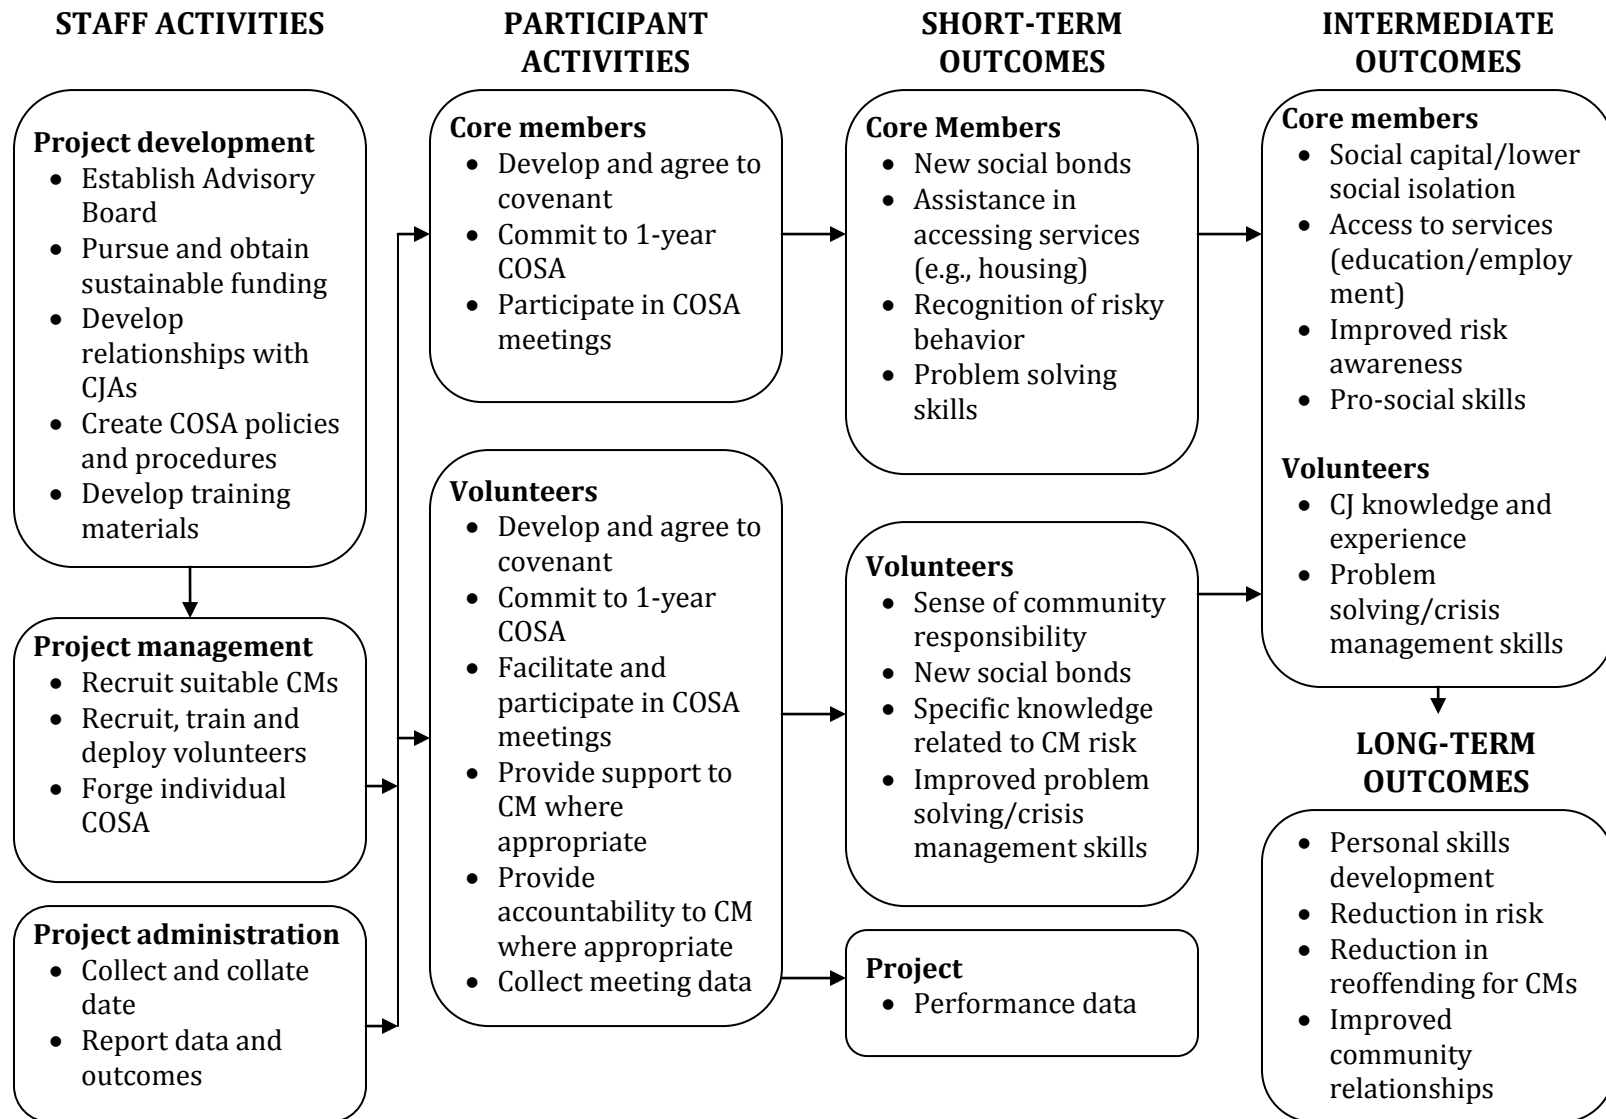 STAFF ACTIVITIES
Project development
• Establish Advisory
Board
• Pursue and obtain
sustainable funding
• Develop
relationships with
CJAs
• Create COSA policies
and procedures
• Develop training
materials
Project management
• Recruit suitable CMs
• Recruit, train and
deploy volunteers
• Forge individual
COSA
Project administration
• Collect and collate
date
• Report data and
outcomes
PARTICIPANT
ACTIVITIES
Core members
• Develop and agree to
covenant
• Commit to 1-year
COSA
• Participate in COSA
meetings
Volunteers
• Develop and agree to
covenant
• Commit to 1-year
COSA
• Facilitate and
participate in COSA
meetings
• Provide support to
CM where
appropriate
• Provide
accountability to CM
where appropriate
• Collect meeting data
SHORT-TERM
OUTCOMES
Core Members
• New social bonds
• Assistance in
accessing services
(e.g., housing)
• Recognition of risky
behavior
• Problem solving
skills
Volunteers
• Sense of community
responsibility
• New social bonds
• Specific knowledge
related to CM risk
• Improved problem
solving/crisis
management skills
Project
• Performance data
INTERMEDIATE
OUTCOMES
Core members
• Social capital/lower
social isolation
• Access to services
(education/employ
ment)
• Improved risk
awareness
• Pro-social skills
Volunteers
• CJ knowledge and
experience
• Problem
solving/crisis
management skills
LONG-TERM
OUTCOMES
• Personal skills
development
• Reduction in risk
• Reduction in
reoffending for CMs
• Improved
community
relationships